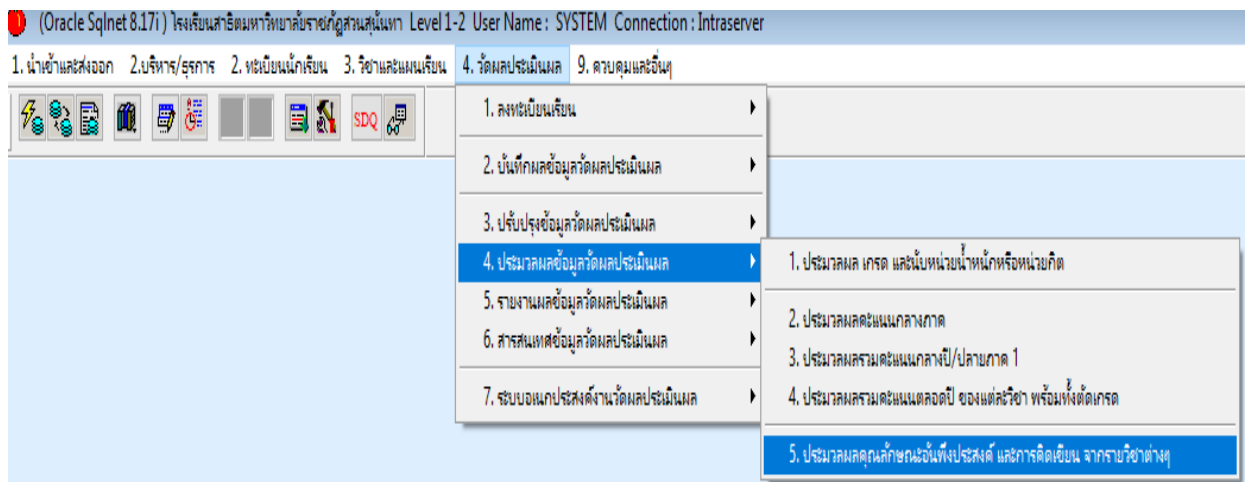 (Oracle Sqlnet 8.17i ) โรงเรียนสาธิตมหาวิทยาลัยราชภัฏสวนสุนันทา Level 1-2 User Name : SYSTEM Connection : Intraserver
1. นำเข้าและส่งออก 2.บริหาร/ธุรการ 2. ทะเบียนนักเรียน 3. วิชาและแผนเรียน 4. วัดผลประเมินผล 9. ควบคุมและอื่นๆ
SDQ
1. ลงทะเบียนเรียน
2. บันทึกผลข้อมูลวัดผลประเมินผล
3. ปรับปรุงข้อมูลวัดผลประเมินผล
4. ประมวลผลข้อมูลวัดผลประเมินผล
5. รายงานผลข้อมูลวัดผลประเมินผล
6. สารสนเทศข้อมูลวัดผลประเมินผล
7. ระบบอเนกประสงค์งานวัดผลประเมินผล
1. ประมวลผล เกรด และนับหน่วยน้ำหนักหรือหน่วยกิต
2. ประมวลผลคะแนนกลางภาค
3. ประมวลผลรวมคะแนนกลางปี/ปลายภาค 1
4. ประมวลผลรวมคะแนนตลอดปี ของแต่ละวิชา พร้อมทั้งตัดเกรด
5. ประมวลผลคุณลักษณะอันพึงประสงค์ และการคิดเขียน จากรายวิชาต่างๆ